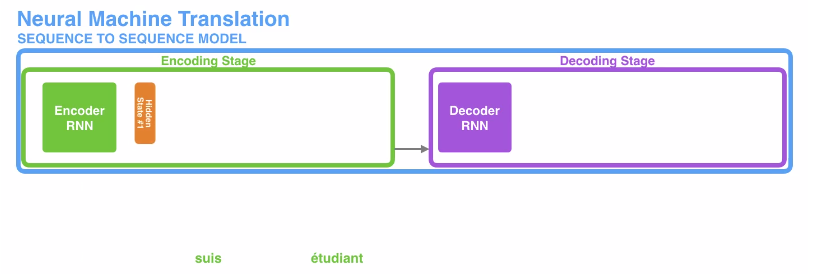 Neural Machine Translation
SEQUENCE TO SEQUENCE MODEL
Encoding Stage
Decoding Stage
Encoder
RNN
Hidden
State #1
Decoder
RNN
suis
étudiant